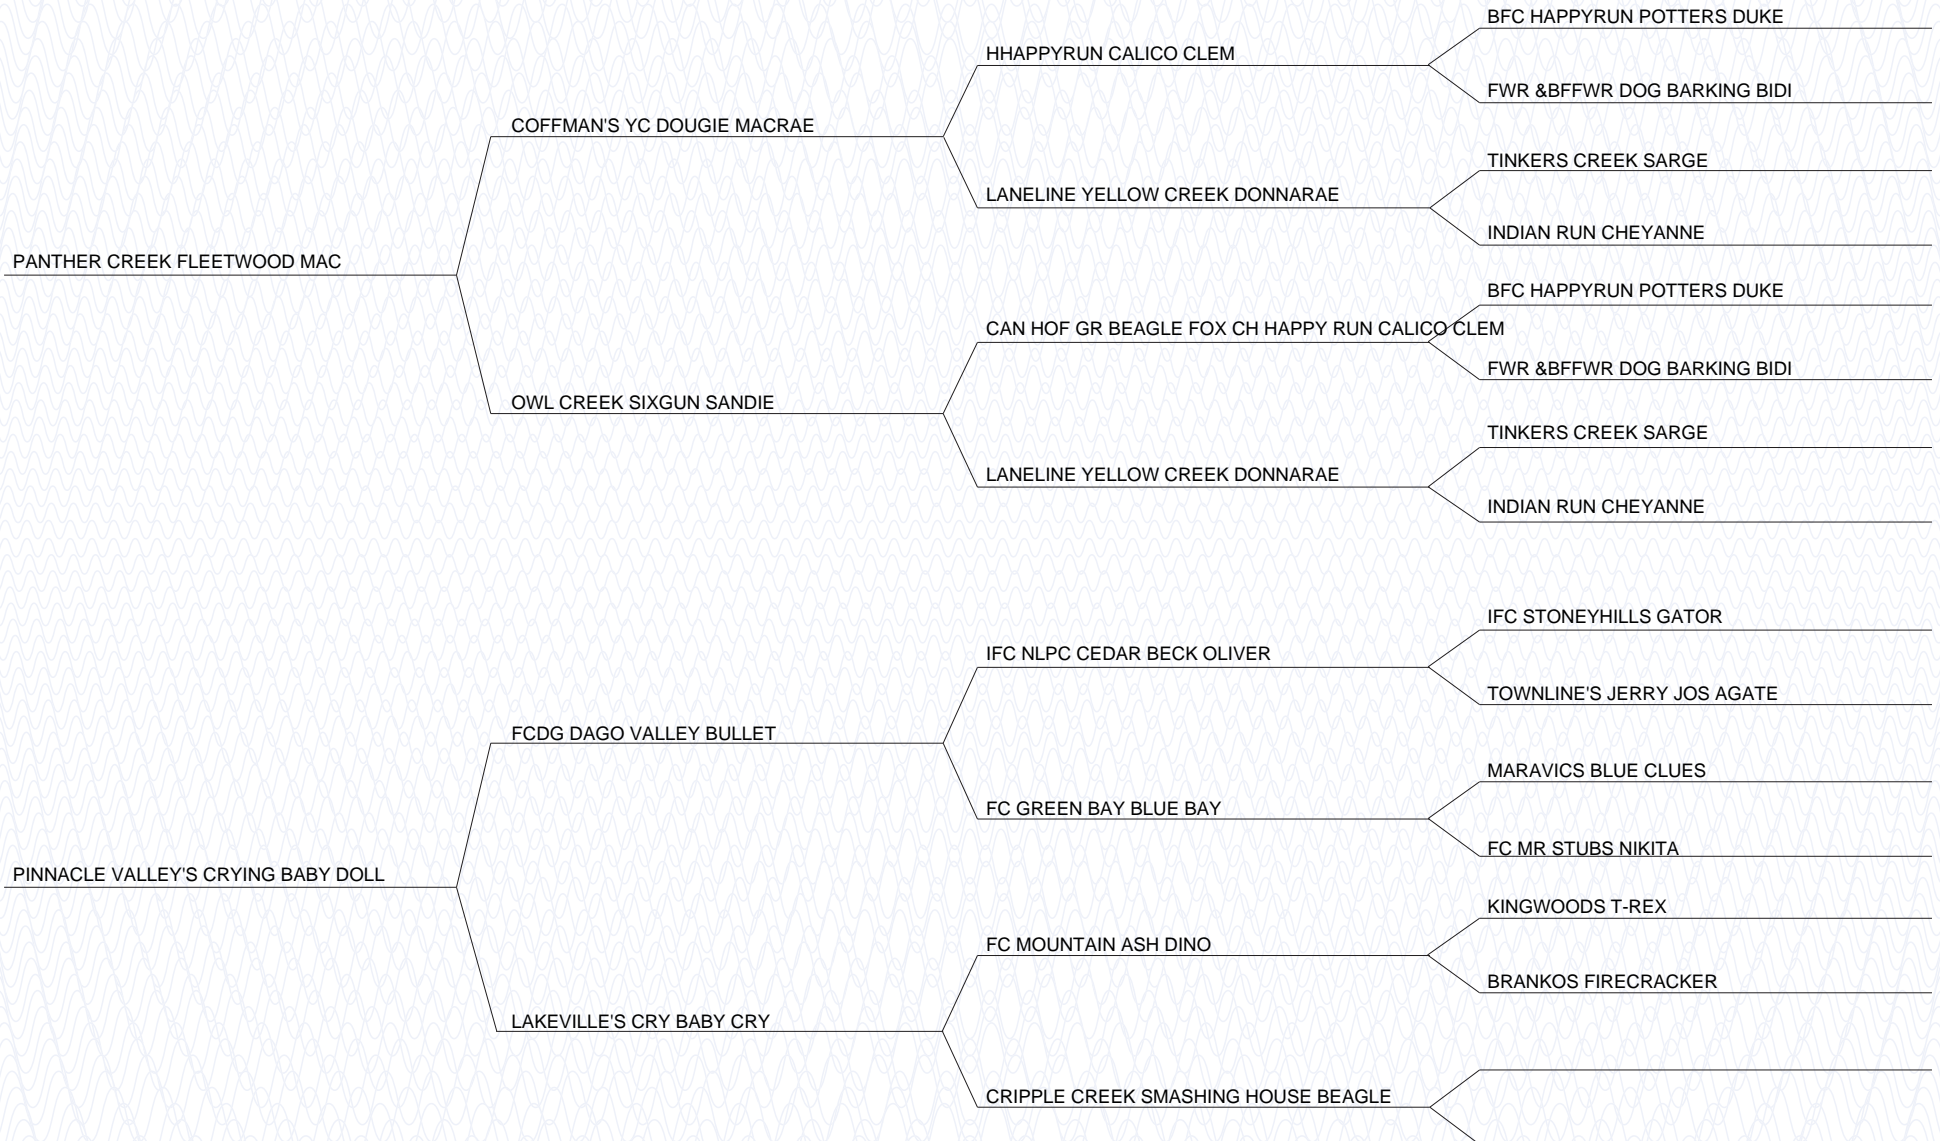 BFC HAPPYRUN POTTERS DUKE
HHAPPYRUN CALICO CLEM
FWR &BFFWR DOG BARKING BIDI
COFFMAN'S YC DOUGIE MACRAE
TINKERS CREEK SARGE
LANELINE YELLOW CREEK DONNARAE
INDIAN RUN CHEYANNE
PANTHER CREEK FLEETWOOD MAC
BFC HAPPYRUN POTTERS DUKE
CAN HOF GR BEAGLE FOX CH HAPPY RUN CALICO CLEM
FWR &BFFWR DOG BARKING BIDI
OWL CREEK SIXGUN SANDIE
TINKERS CREEK SARGE
LANELINE YELLOW CREEK DONNARAE
INDIAN RUN CHEYANNE
IFC STONEYHILLS GATOR
IFC NLPC CEDAR BECK OLIVER
TOWNLINE'S JERRY JOS AGATE
FCDG DAGO VALLEY BULLET
MARAVICS BLUE CLUES
FC GREEN BAY BLUE BAY
FC MR STUBS NIKITA
PINNACLE VALLEY'S CRYING BABY DOLL
KINGWOODS T-REX
FC MOUNTAIN ASH DINO
BRANKOS FIRECRACKER
LAKEVILLE'S CRY BABY CRY
CRIPPLE CREEK SMASHING HOUSE BEAGLE